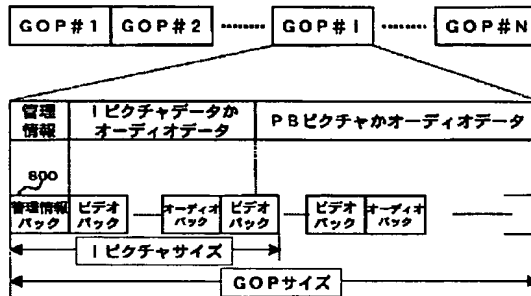 GOP#1 GOP#2 GOP#I GOP#N
管理情報 Iピクチャデータかオーディオデータ PBピクチャかオーディオデータ
800
管理情報パック ビデオパック オーディオパック ビデオパック ビデオパック オーディオパック
Iピクチャサイズ
GOPサイズ